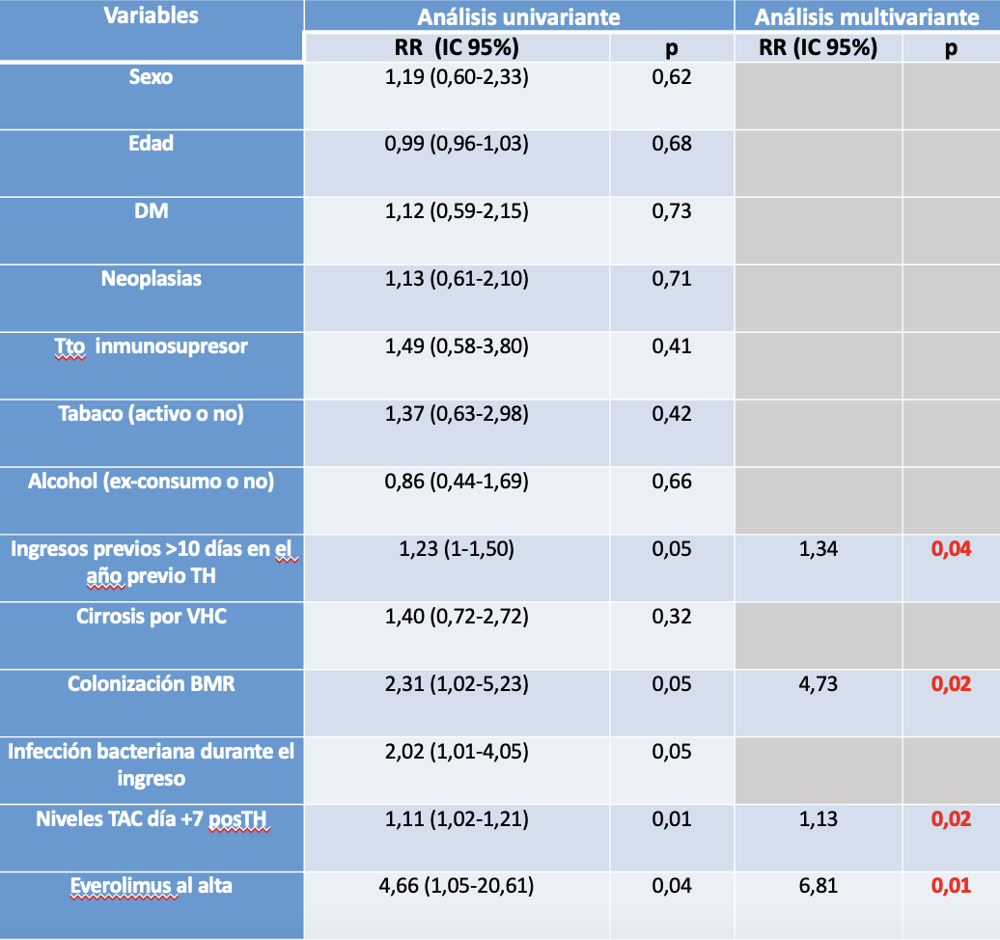 Variables Análisis univariante Análisis multivariante
RR (IC 95%) p RR (IC 95%) p
Sexo 1,19 (0,60-2,33) 0,62
Edad 0,99 (0,96-1,03) 0,68
DM 1,12 (0,59-2,15) 0,73
Neoplasias 1,13 (0,61-2,10) 0,71
Tto inmunosupresor 1,49 (0,58-3,80) 0,41
Tabaco (activo o no) 1,37 (0,63-2,98) 0,42
Alcohol (ex-consumo o no) 0,86 (0,44-1,69) 0,66
Ingresos previos >10 días en el 1,23 (1-1,50) 0,05 1,34 0,04
año previo TH
Cirrosis por VHC 1,40 (0,72-2,72) 0,32
Colonización BMR 2,31 (1,02-5,23) 0,05 4,73 0,02
Infección bacteriana durante el 2,02 (1,01-4,05) 0,05
ingreso
Niveles TAC día +7 posTH 1,11 (1,02-1,21) 0,01 1,13 0,02
Everolimus al alta 4,66 (1,05-20,61) 0,04 6,81 0,01